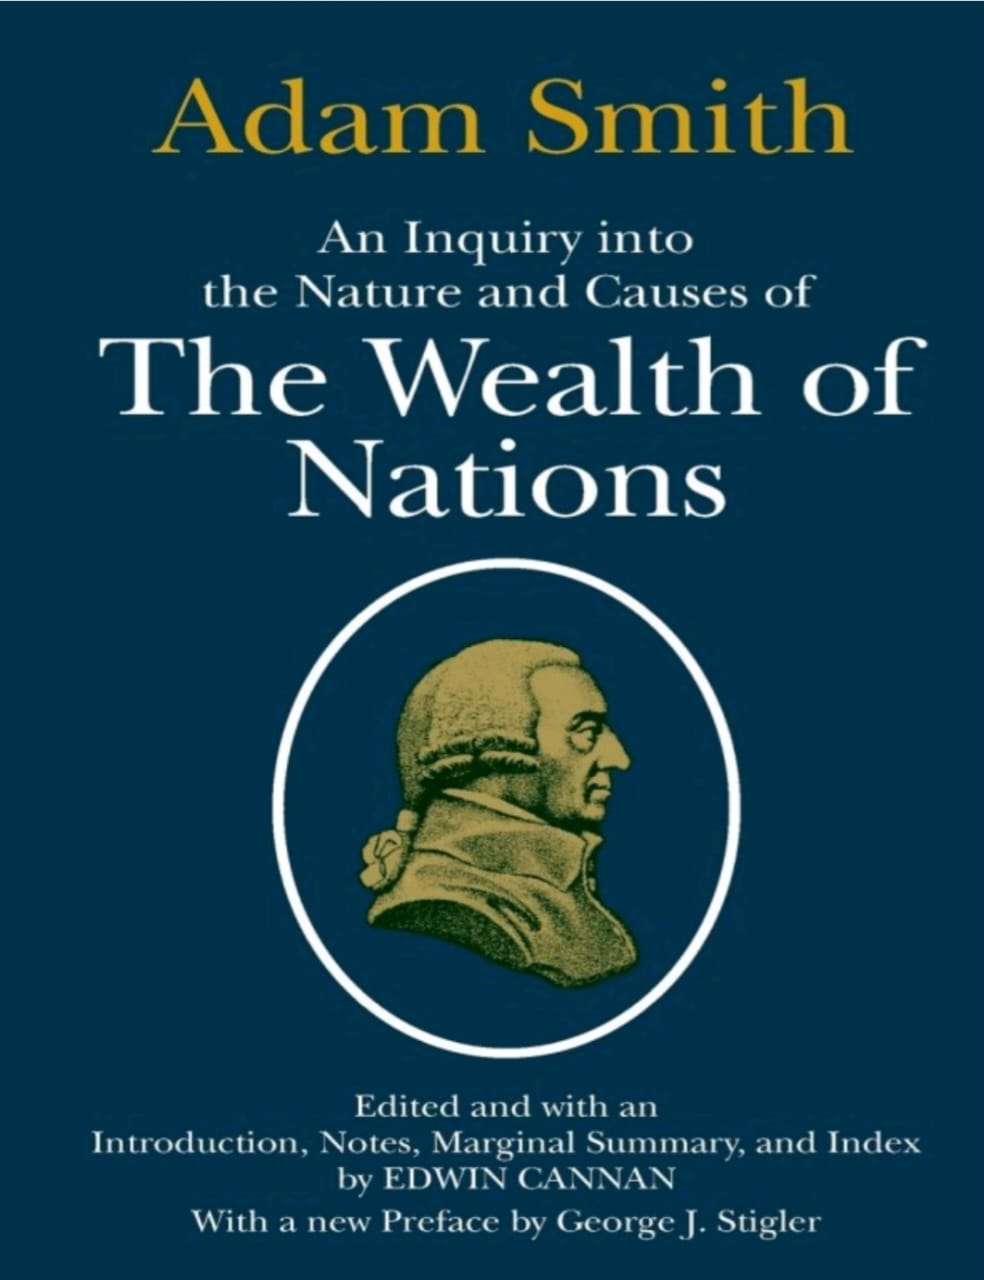 Adam Smith
An Inquiry into
the Nature and Causes of
The Wealth of
Nations
Edited and with an
Introduction, Notes, Marginal Summary, and Index
by EDWIN CANNAN
With a new Preface by George J. Stigler